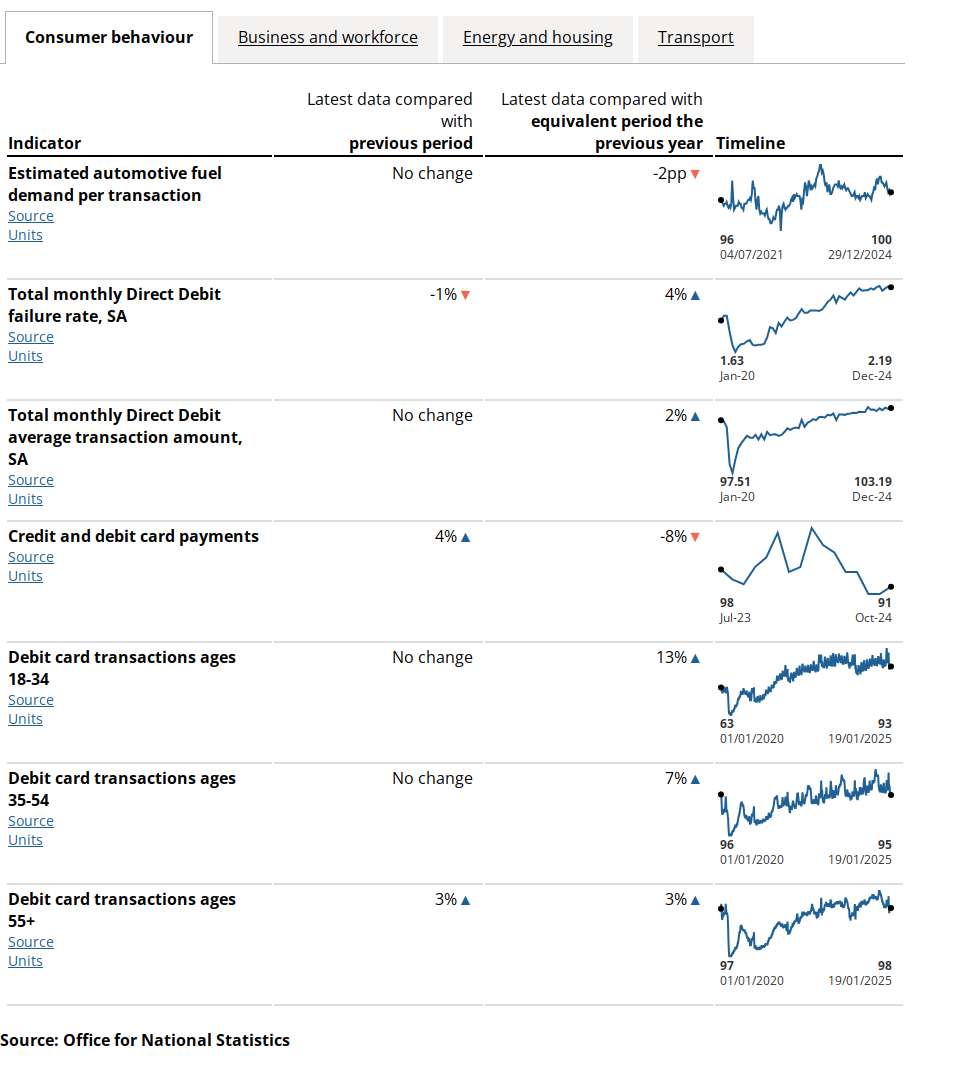 Consumer behaviour
Business and workforce
Energy and housing
Transport
Indicator
Latest data compared
with
previous period
Latest data compared with
equivalent period the
previous year
Timeline
Estimated automotive fuel
demand per transaction
Source
Units
No change
-2pp ▼
96
04/07/2021
100
29/12/2024
Total monthly Direct Debit
failure rate, SA
Source
Units
-1% ▼
4% ▲
1.63
Jan-20
2.19
Dec-24
Total monthly Direct Debit
average transaction amount,
SA
Source
Units
No change
2% ▲
97.51
Jan-20
103.19
Dec-24
Credit and debit card payments
Source
Units
4% ▲
-8% ▼
98
Jul-23
91
Oct-24
Debit card transactions ages
18-34
Source
Units
No change
13% ▲
63
01/01/2020
93
19/01/2025
Debit card transactions ages
35-54
Source
Units
No change
7% ▲
96
01/01/2020
95
19/01/2025
Debit card transactions ages
55+
Source
Units
3% ▲
3% ▲
97
01/01/2020
98
19/01/2025
Source: Office for National Statistics